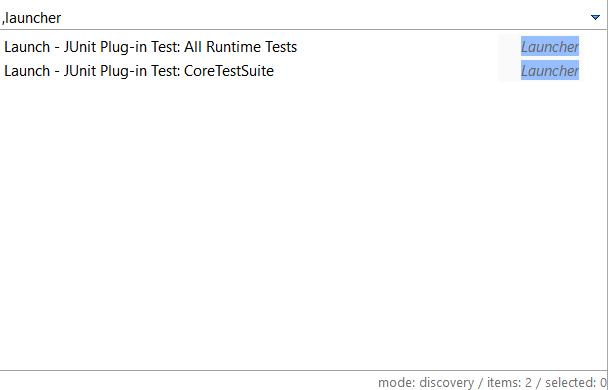 ,launcher
Launch - JUnit Plug-in Test: All Runtime Tests Launcher
Launch - JUnit Plug-in Test: CoreTestSuite Launcher
mode: discovery / items: 2 / selected: 0